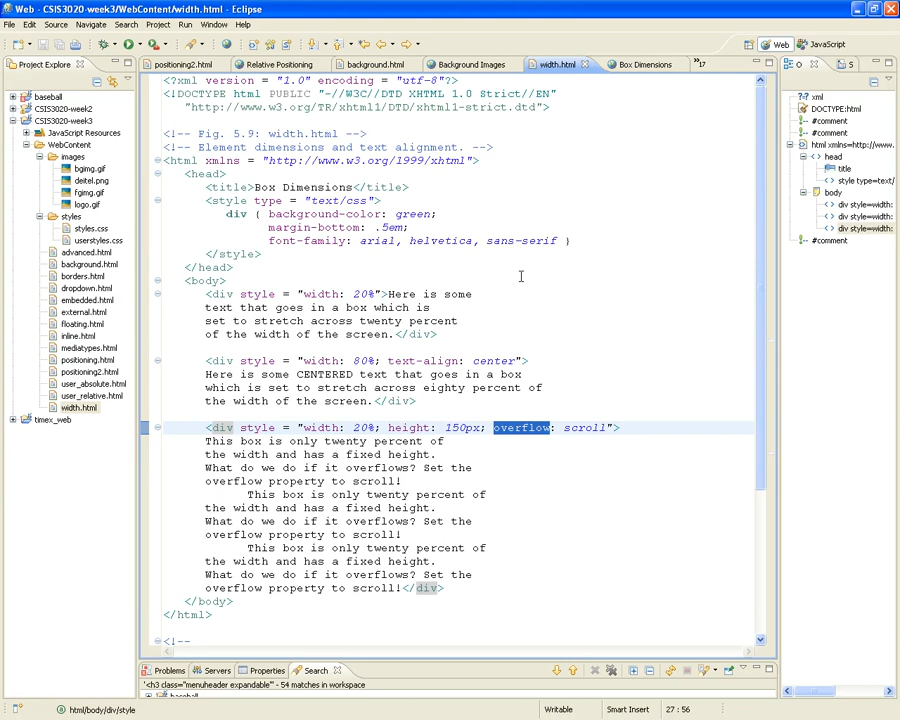 Web - CSIS3020-week3/WebContent/width.html - Eclipse
File Edit Source Navigate Search Project Run Window Help
Web JavaScript
Project Explore
positioning2.html Relative Positioning background.html Background Images width.html Box Dimensions »17
O S
baseball
CSIS3020-week2
CSIS3020-week3
JavaScript Resources
WebContent
images
bgimg.gif
deitel.png
fgimg.gif
logo.gif
styles
styles.css
userstyles.css
advanced.html
background.html
borders.html
dropdown.html
embedded.html
external.html
floating.html
inline.html
mediatypes.html
positioning.html
positioning2.html
user_absolute.html
user_relative.html
width.html
timex_web
<?xml version = "1.0" encoding = "utf-8"?>
<!DOCTYPE html PUBLIC "-//W3C//DTD XHTML 1.0 Strict//EN"
"http://www.w3.org/TR/xhtml1/DTD/xhtml1-strict.dtd">
<!-- Fig. 5.9: width.html -->
<!-- Element dimensions and text alignment. -->
<html xmlns = "http://www.w3.org/1999/xhtml">
<head>
<title>Box Dimensions</title>
<style type = "text/css">
div { background-color: green;
margin-bottom: .5em;
font-family: arial, helvetica, sans-serif }
</style>
</head>
<body>
<div style = "width: 20%">Here is some
text that goes in a box which is
set to stretch across twenty percent
of the width of the screen.</div>
<div style = "width: 80%; text-align: center">
Here is some CENTERED text that goes in a box
which is set to stretch across eighty percent of
the width of the screen.</div>
<div style = "width: 20%; height: 150px; overflow: scroll">
This box is only twenty percent of
the width and has a fixed height.
What do we do if it overflows? Set the
overflow property to scroll!
This box is only twenty percent of
the width and has a fixed height.
What do we do if it overflows? Set the
overflow property to scroll!
This box is only twenty percent of
the width and has a fixed height.
What do we do if it overflows? Set the
overflow property to scroll!</div>
</body>
</html>
<!--
xml
DOCTYPE:html
#comment
#comment
html xmlns=http://www.
head
title
style type=text/
body
div style=width:
div style=width:
div style=width:
#comment
Problems Servers Properties Search
'<h3 class="menuheader expandable"' - 54 matches in workspace
baseball
html/body/div/style Writable Smart Insert 27 : 56